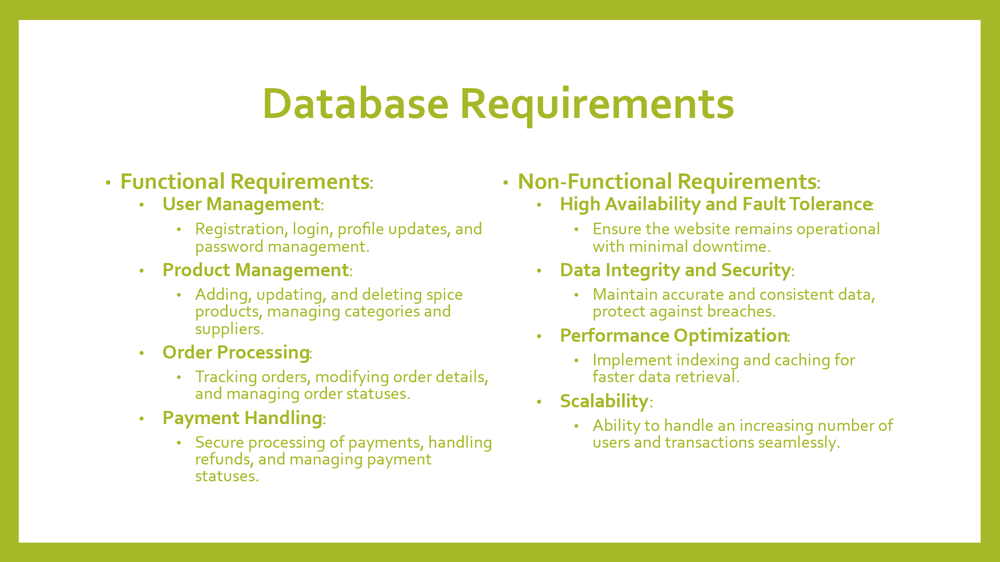 Database Requirements
• Functional Requirements:
• User Management:
• Registration, login, profile updates, and
password management.
• Product Management:
• Adding, updating, and deleting spice
products, managing categories and
suppliers.
• Order Processing:
• Tracking orders, modifying order details,
and managing order statuses.
• Payment Handling:
• Secure processing of payments, handling
refunds, and managing payment
statuses.
• Non-Functional Requirements:
• High Availability and Fault Tolerance:
• Ensure the website remains operational
with minimal downtime.
• Data Integrity and Security:
• Maintain accurate and consistent data,
protect against breaches.
• Performance Optimization:
• Implement indexing and caching for
faster data retrieval.
• Scalability:
• Ability to handle an increasing number of
users and transactions seamlessly.